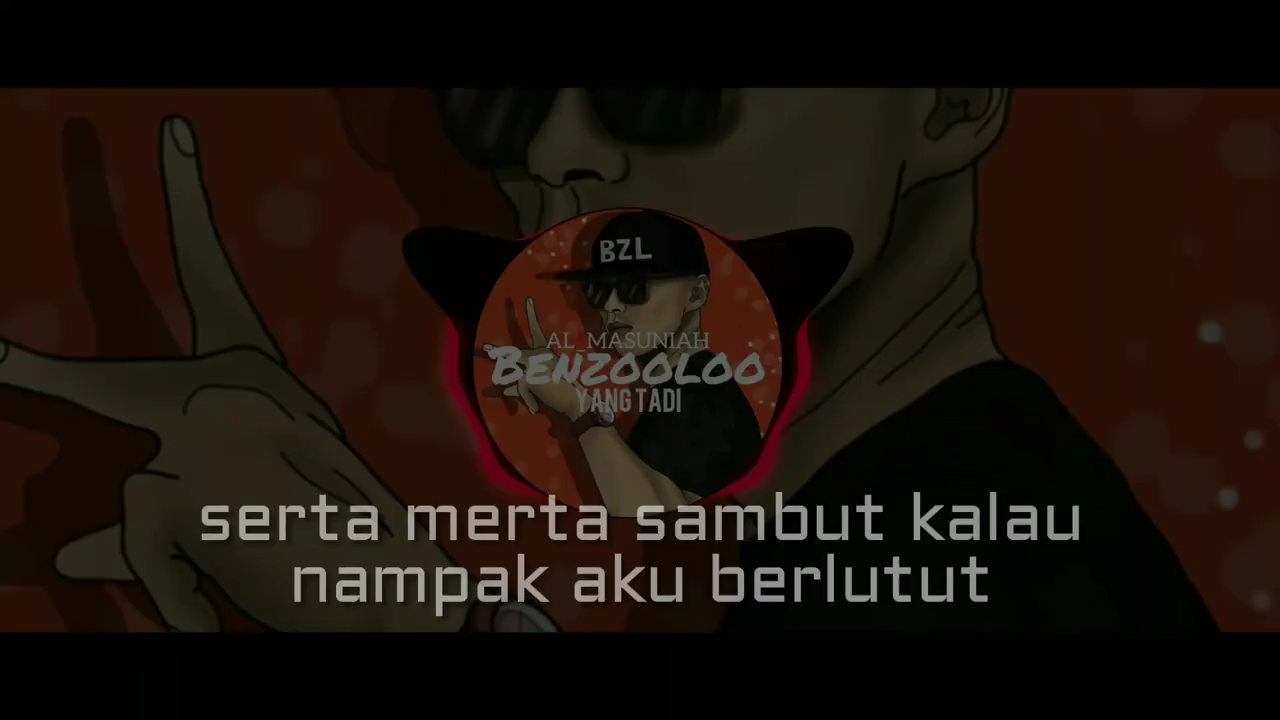 BZL
AL_MASUNIAH
BENZOOLOO
YANG TADI
serta merta sambut kalau
nampak aku berlutut